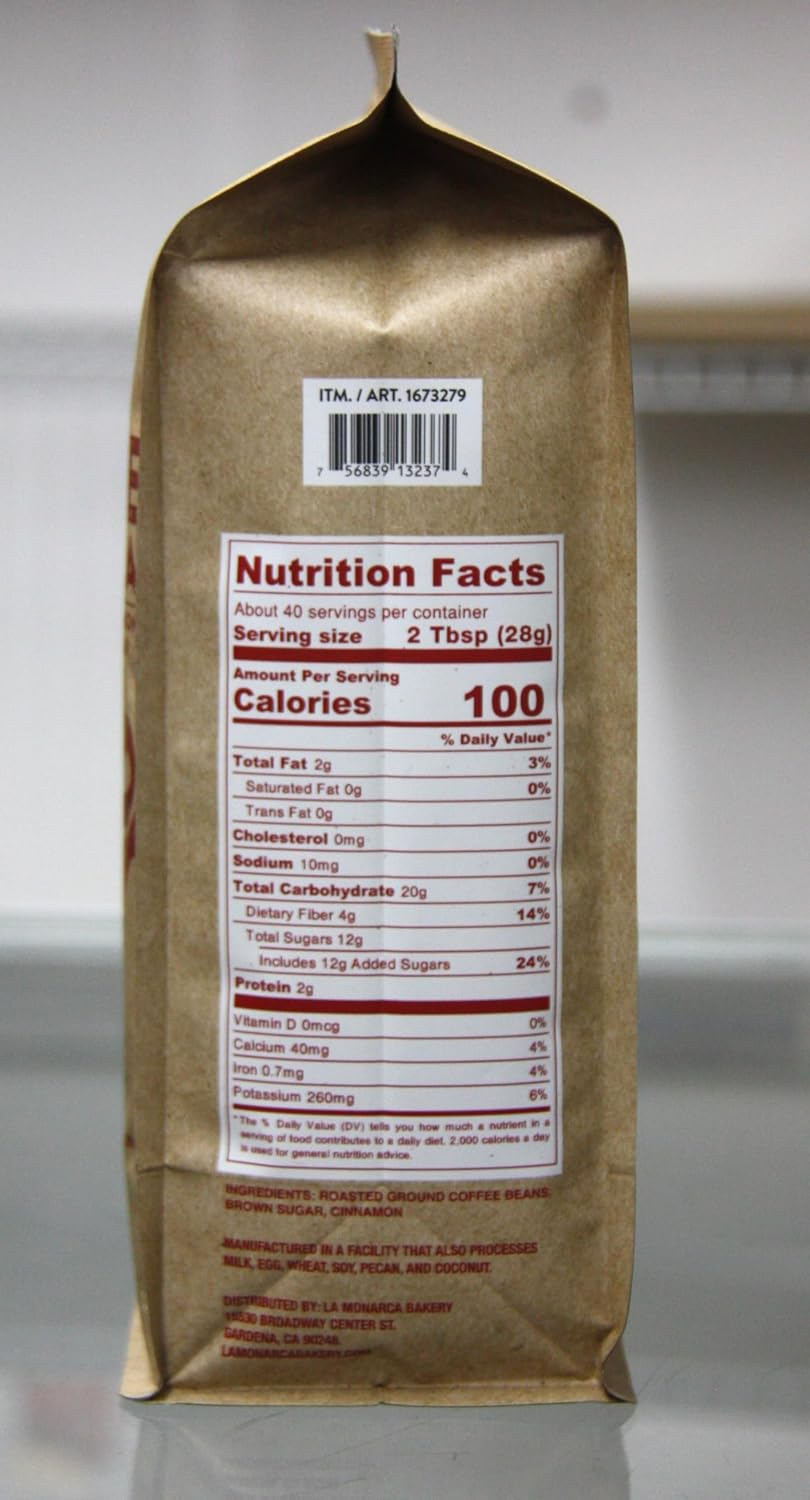 ITM. / ART. 1673279
7 56839 13237 4
Nutrition Facts
About 40 servings per container
Serving size 2 Tbsp (28g)
Amount Per Serving
Calories 100
% Daily Value*
Total Fat 2g 3%
Saturated Fat 0g 0%
Trans Fat 0g
Cholesterol 0mg 0%
Sodium 10mg 0%
Total Carbohydrate 20g 7%
Dietary Fiber 4g 14%
Total Sugars 12g
Includes 12g Added Sugars 24%
Protein 2g
Vitamin D 0mcg 0%
Calcium 40mg 4%
Iron 0.7mg 4%
Potassium 260mg 6%
*The % Daily Value (DV) tells you how much a nutrient in a
serving of food contributes to a daily diet. 2,000 calories a day
is used for general nutrition advice.
INGREDIENTS: ROASTED GROUND COFFEE BEANS,
BROWN SUGAR, CINNAMON
MANUFACTURED IN A FACILITY THAT ALSO PROCESSES
MILK, EGG, WHEAT, SOY, PECAN, AND COCONUT.
DISTRIBUTED BY: LA MONARCA BAKERY
BROADWAY CENTER ST.
GARDENA, CA 90248.
LAMONARCABAKERY.COM